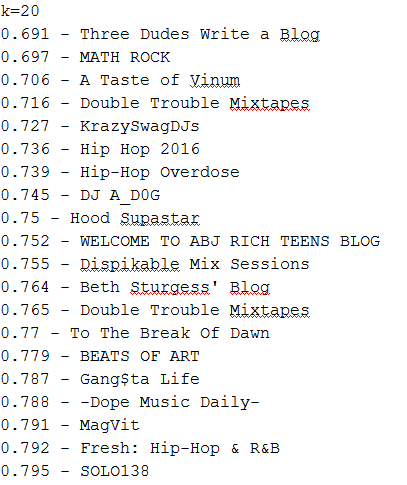 k=20
0.691 - Three Dudes Write a Blog
0.697 - MATH ROCK
0.706 - A Taste of Vinum
0.716 - Double Trouble Mixtapes
0.727 - KrazySwagDJs
0.736 - Hip Hop 2016
0.739 - Hip-Hop Overdose
0.745 - DJ A_D0G
0.75 - Hood Supastar
0.752 - WELCOME TO ABJ RICH TEENS BLOG
0.755 - Dispikable Mix Sessions
0.764 - Beth Sturgess' Blog
0.765 - Double Trouble Mixtapes
0.77 - To The Break Of Dawn
0.779 - BEATS OF ART
0.787 - Gang$ta Life
0.788 - -Dope Music Daily-
0.791 - MagVit
0.792 - Fresh: Hip-Hop & R&B
0.795 - SOLO138